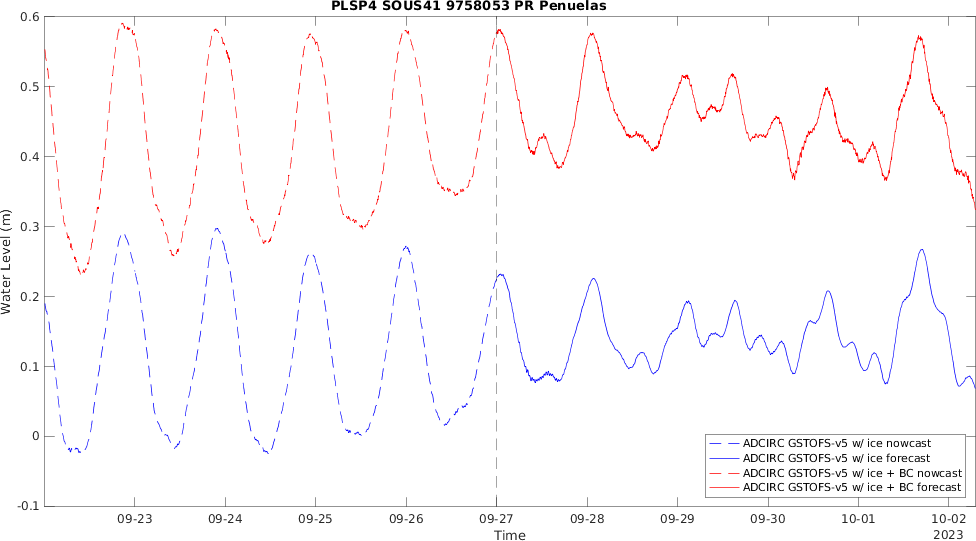 PLSP4 SOUS41 9758053 PR Penuelas
0.6
0.5
0.4
0.3
0.2
0.1
0
-0.1
Water Level (m)
ADCIRC GSTOFS-v5 w/ ice nowcast
ADCIRC GSTOFS-v5 w/ ice forecast
ADCIRC GSTOFS-v5 w/ ice + BC nowcast
ADCIRC GSTOFS-v5 w/ ice + BC forecast
09-23 09-24 09-25 09-26 09-27 09-28 09-29 09-30 10-01 10-02
2023
Time